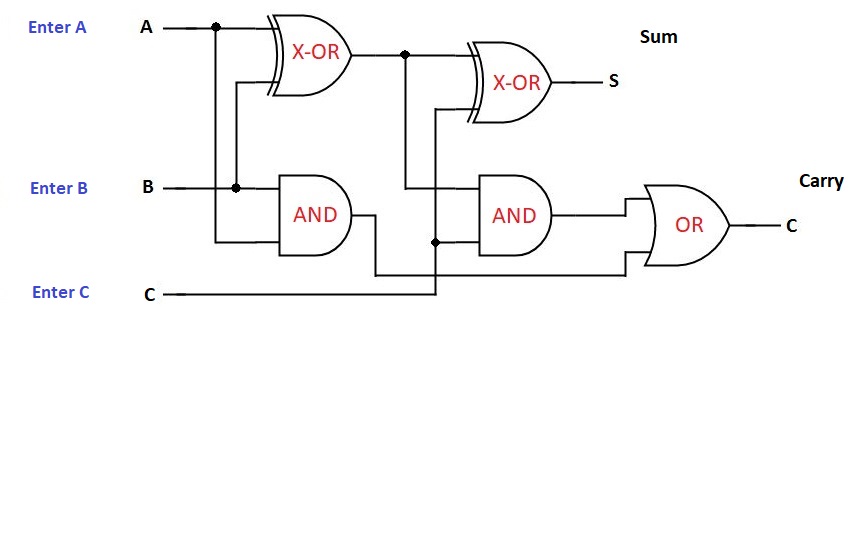 Enter A A X-OR Sum
X-OR S
Enter B B AND AND Carry
OR C
Enter C C